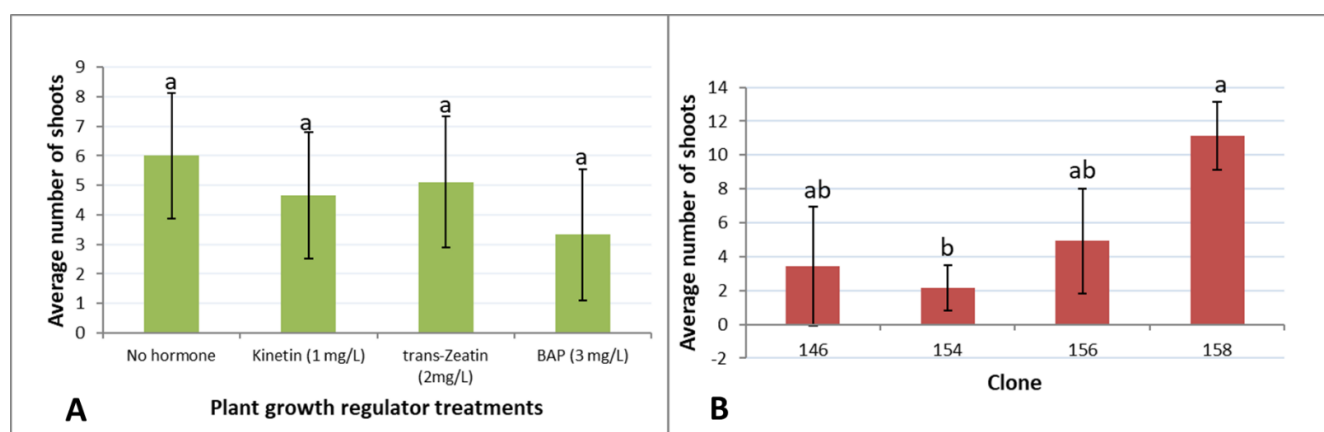 Average number of shoots
9
8
7
6
5
4
3
2
1
0
a
a
a
a
No hormone
Kinetin (1 mg/L)
trans-Zeatin
(2mg/L)
BAP (3 mg/L)
Plant growth regulator treatments
A
Average number of shoots
14
12
10
8
6
4
2
0
-2
ab
b
ab
a
146
154
156
158
Clone
B